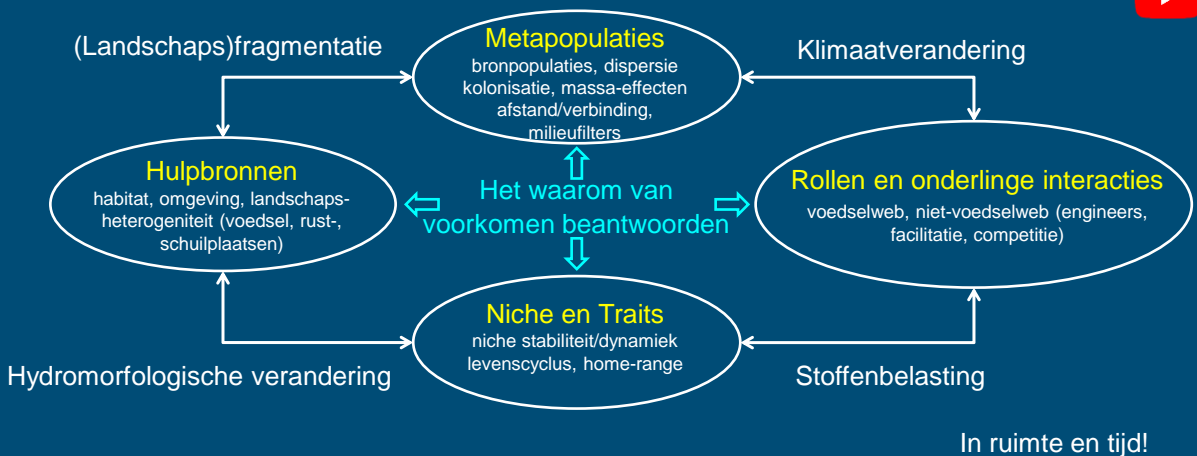 (Landschaps)fragmentatie
Metapopulaties
bronpopulaties, dispersie
kolonisatie, massa-effecten
afstand/verbinding,
milieufilters
Klimaatverandering
Hulpbronnen
habitat, omgeving, landschaps-
heterogeniteit (voedsel, rust-,
schuilplaatsen)
Het waarom van
voorkomen beantwoorden
Rollen en onderlinge interacties
voedselweb, niet-voedselweb (engineers,
facilitatie, competitie)
Niche en Traits
niche stabiliteit/dynamiek
levenscyclus, home-range
Hydromorfologische verandering
Stoffenbelasting
In ruimte en tijd!